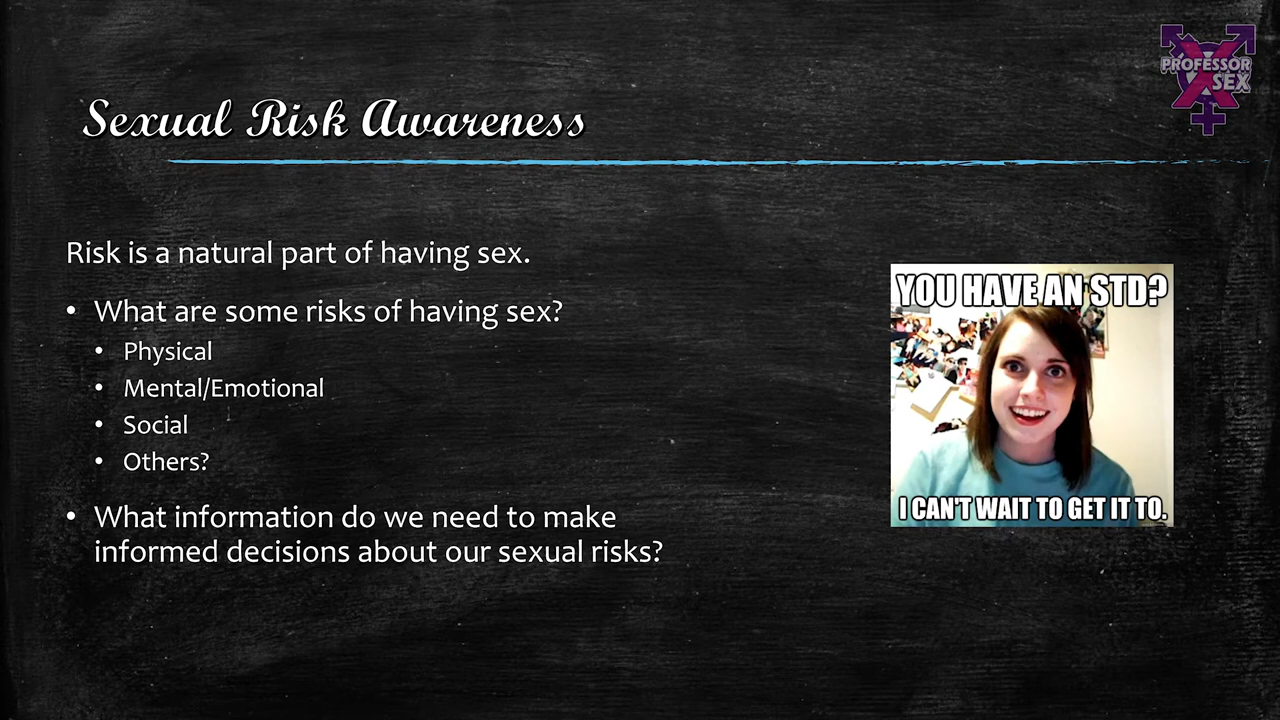 PROFESSOR
SEX
Sexual Risk Awareness
Risk is a natural part of having sex.
• What are some risks of having sex?
• Physical
• Mental/Emotional
• Social
• Others?
• What information do we need to make
informed decisions about our sexual risks?
YOU HAVE AN STD?
I CAN'T WAIT TO GET IT TO.